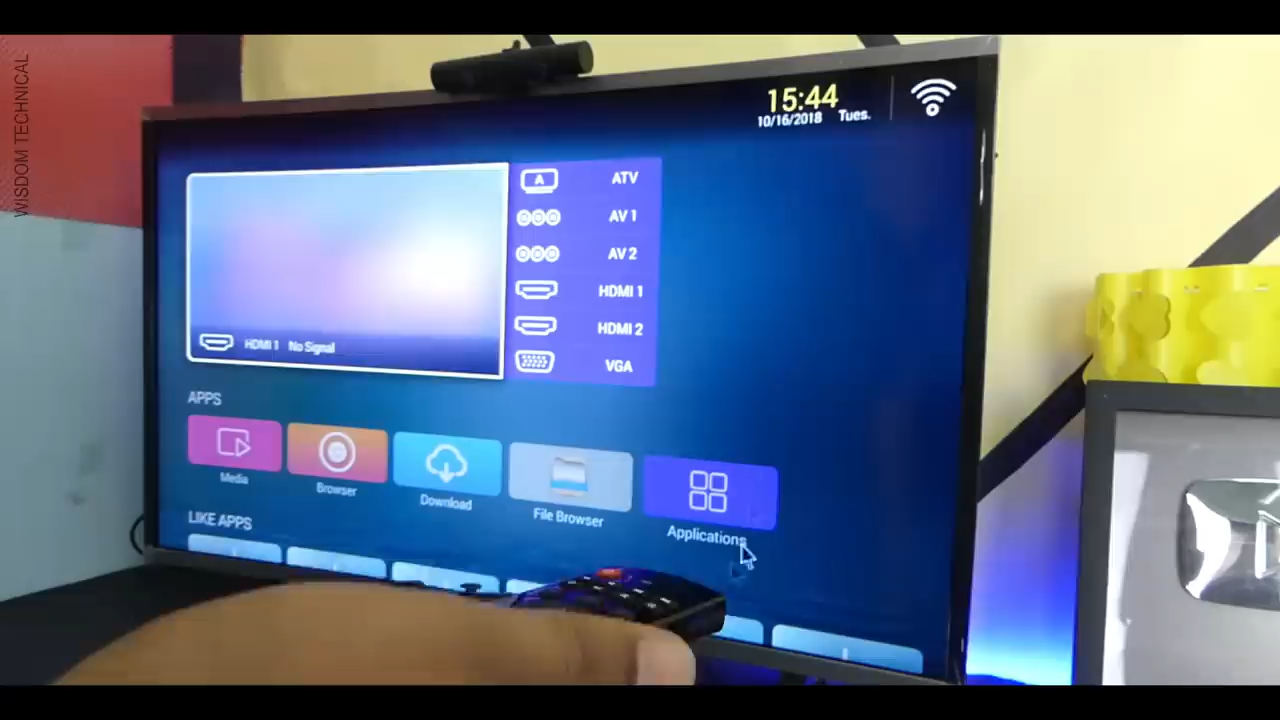 WISDOM TECHNICAL
15:44
10/16/2018 Tues.
A
ATV
AV 1
AV 2
HDMI 1
HDMI 2
VGA
HDMI 1 No Signal
APPS
Media
Browser
Download
File Browser
Applications
LIKE APPS